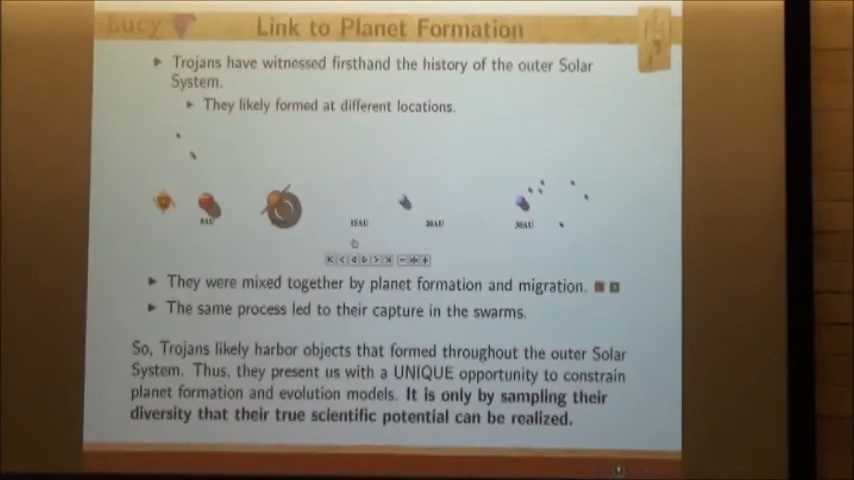 Lucy
Link to Planet Formation
Trojans have witnessed firsthand the history of the outer Solar
System.
They likely formed at different locations.
15AU
20AU
30AU
They were mixed together by planet formation and migration.
The same process led to their capture in the swarms.
So, Trojans likely harbor objects that formed throughout the outer Solar
System. Thus, they present us with a UNIQUE opportunity to constrain
planet formation and evolution models. It is only by sampling their
diversity that their true scientific potential can be realized.